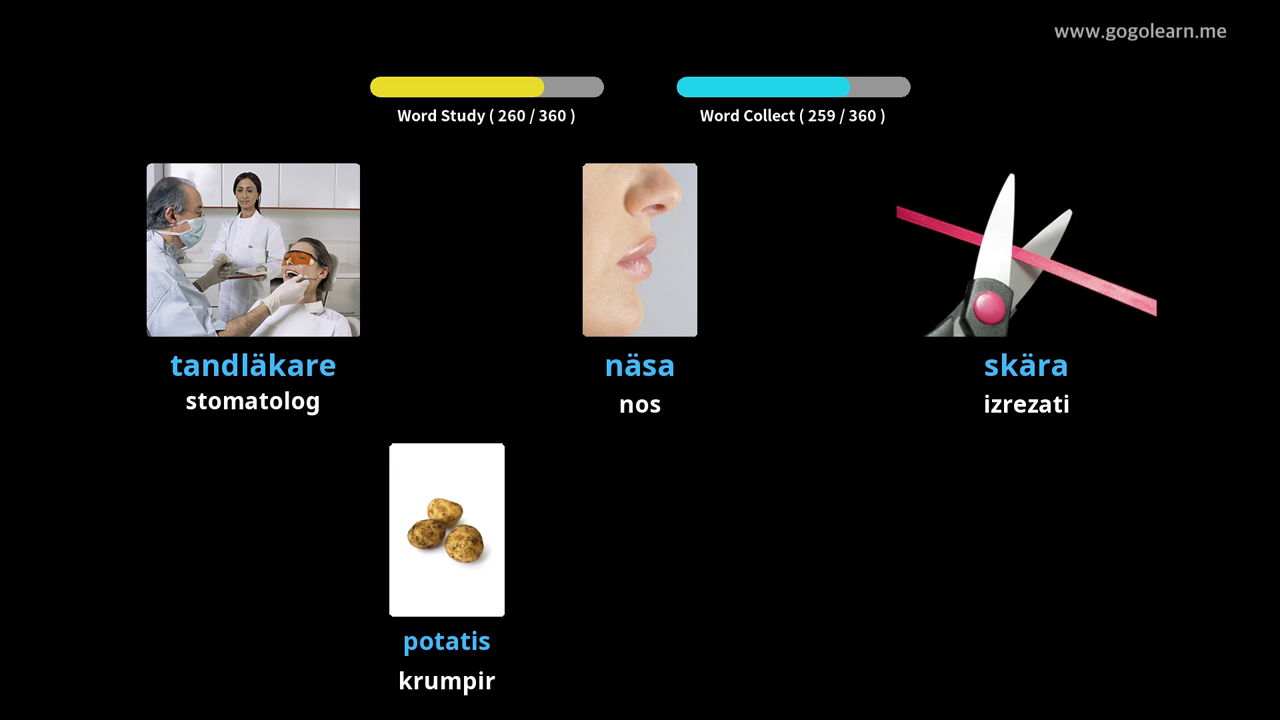 www.gogolearn.me
Word Study ( 260 / 360 )
Word Collect ( 259 / 360 )
tandläkare
stomatolog
näsa
nos
skära
izrezati
potatis
krumpir